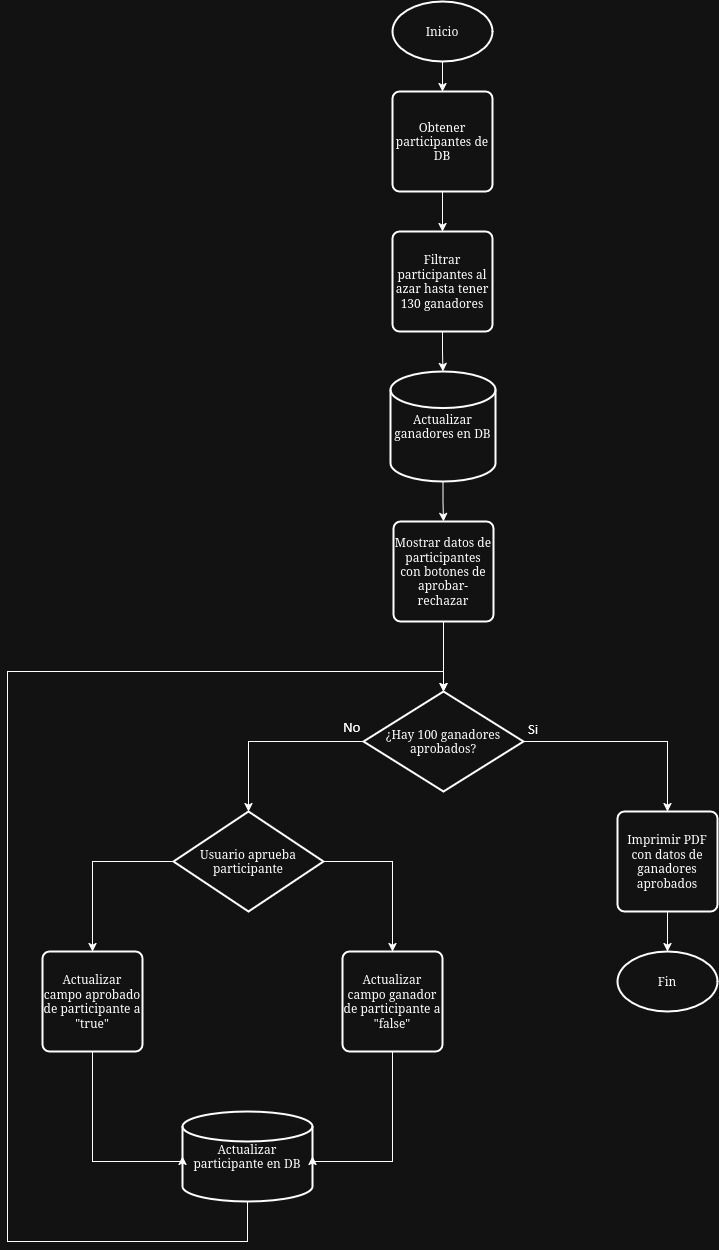 Inicio
Obtener
participantes de
DB
Filtrar
participantes al
azar hasta tener
130 ganadores
Actualizar
ganadores en DB
Mostrar datos de
participantes
con botones de
aprobar-
rechazar
¿Hay 100 ganadores
aprobados?
No
Si
Usuario aprueba
participante
Imprimir PDF
con datos de
ganadores
aprobados
Actualizar
campo aprobado
de participante a
"true"
Actualizar
campo ganador
de participante a
"false"
Fin
Actualizar
participante en DB